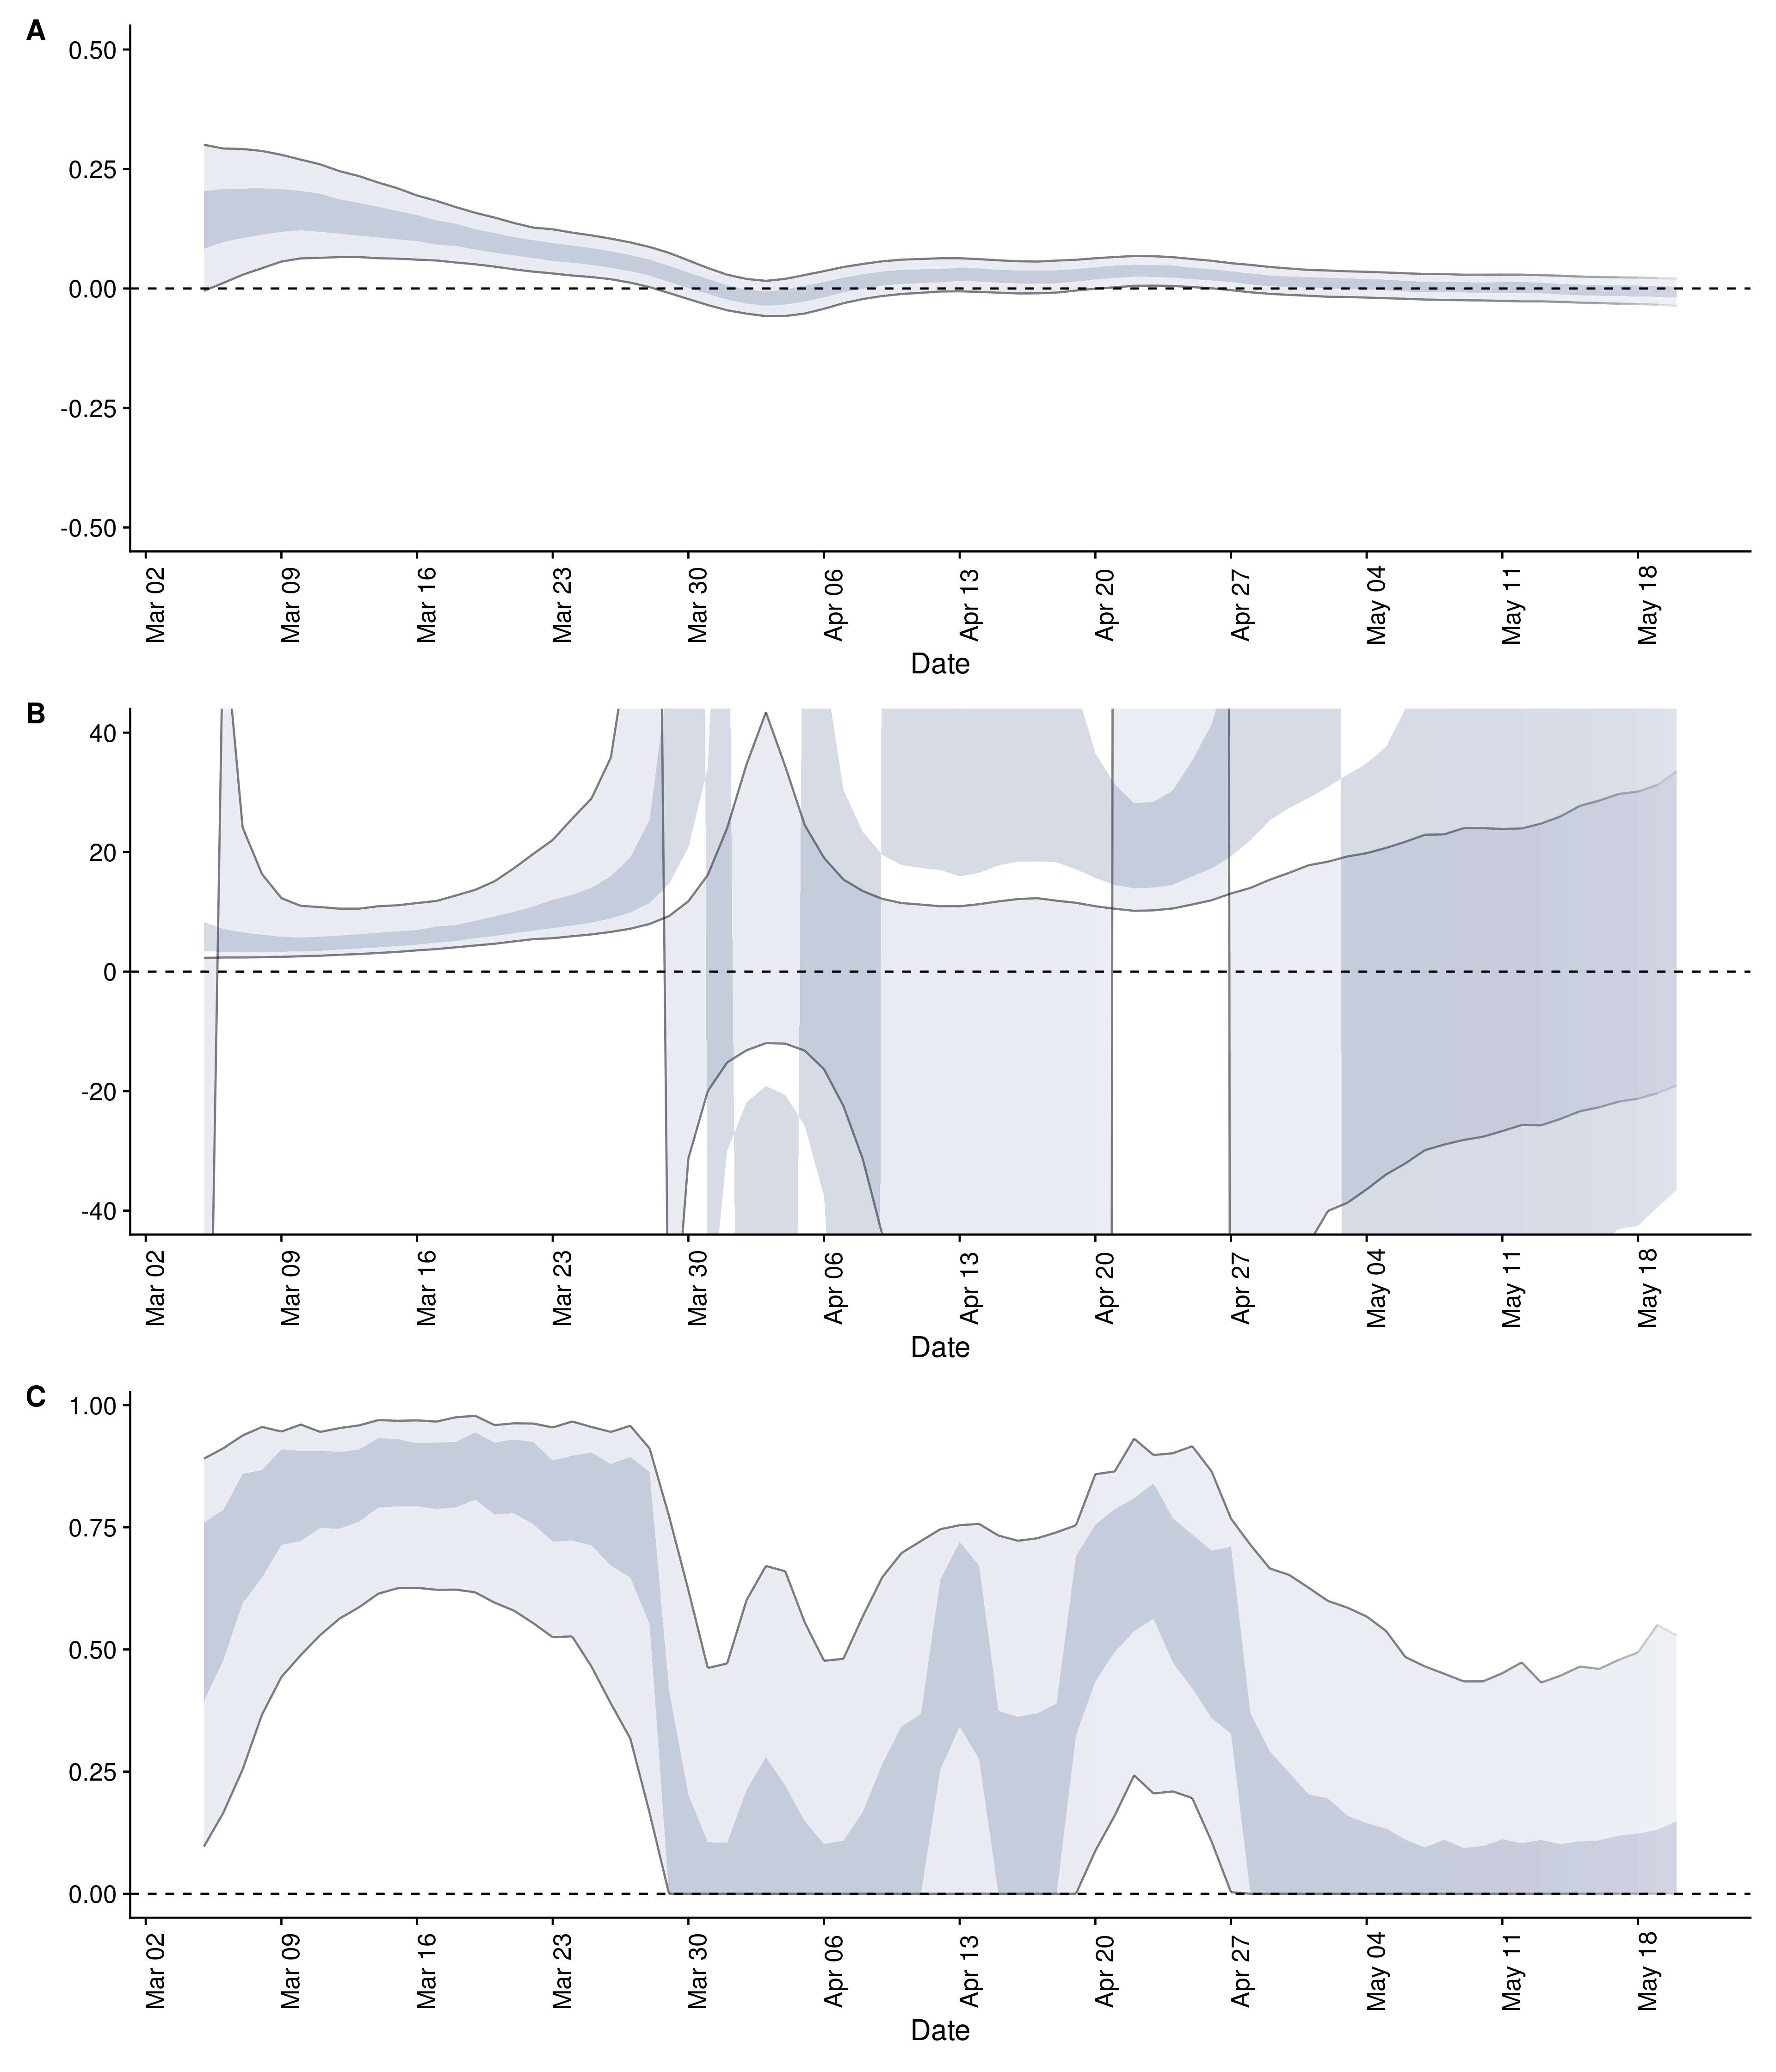 A
0.50
0.25
0.00
-0.25
-0.50
Mar 02
Mar 09
Mar 16
Mar 23
Mar 30
Apr 06
Apr 13
Apr 20
Apr 27
May 04
May 11
May 18
Date
B
40
20
0
-20
-40
Mar 02
Mar 09
Mar 16
Mar 23
Mar 30
Apr 06
Apr 13
Apr 20
Apr 27
May 04
May 11
May 18
Date
C
1.00
0.75
0.50
0.25
0.00
Mar 02
Mar 09
Mar 16
Mar 23
Mar 30
Apr 06
Apr 13
Apr 20
Apr 27
May 04
May 11
May 18
Date